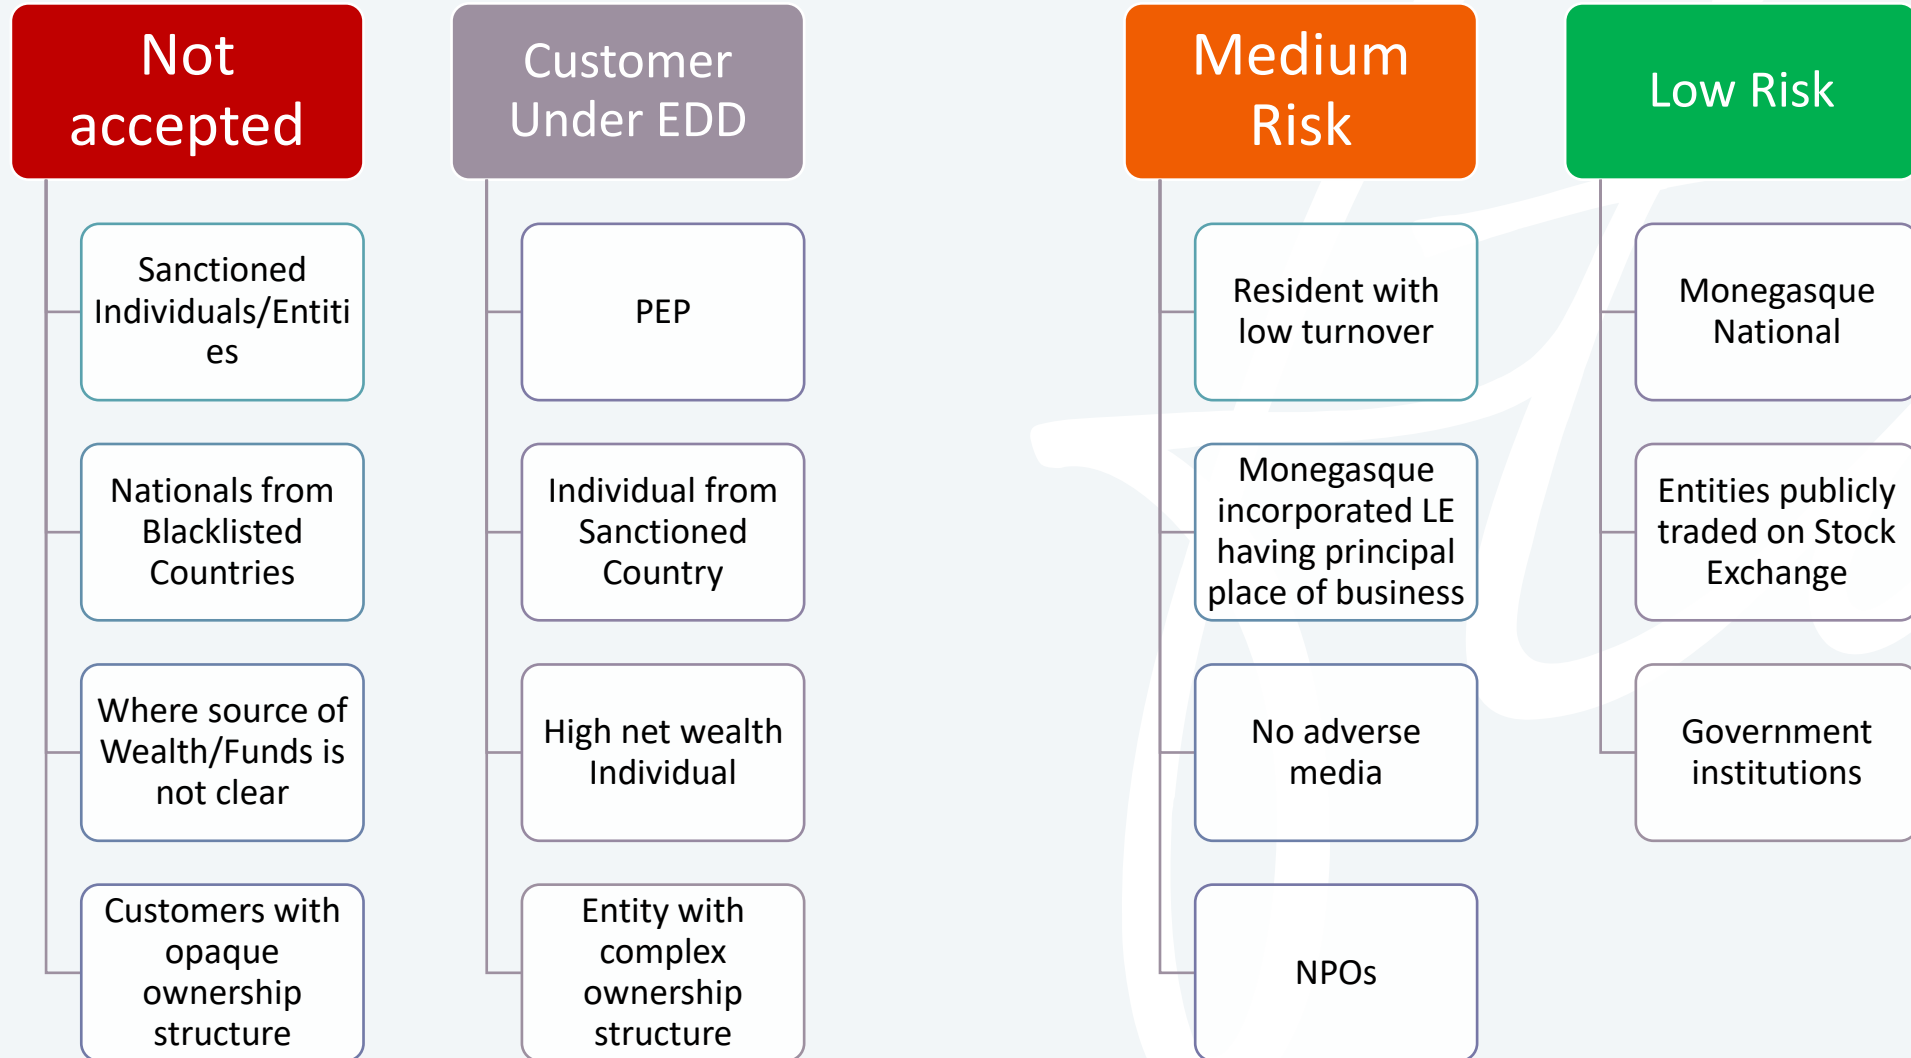 Not
accepted
Sanctioned
Individuals/Entiti
es
Nationals from
Blacklisted
Countries
Where source of
Wealth/Funds is
not clear
Customers with
opaque
ownership
structure
Customer
Under EDD
PEP
Individual from
Sanctioned
Country
High net wealth
Individual
Entity with
complex
ownership
structure
Medium
Risk
Resident with
low turnover
Monegasque
incorporated LE
having principal
place of business
No adverse
media
NPOs
Low Risk
Monegasque
National
Entities publicly
traded on Stock
Exchange
Government
institutions